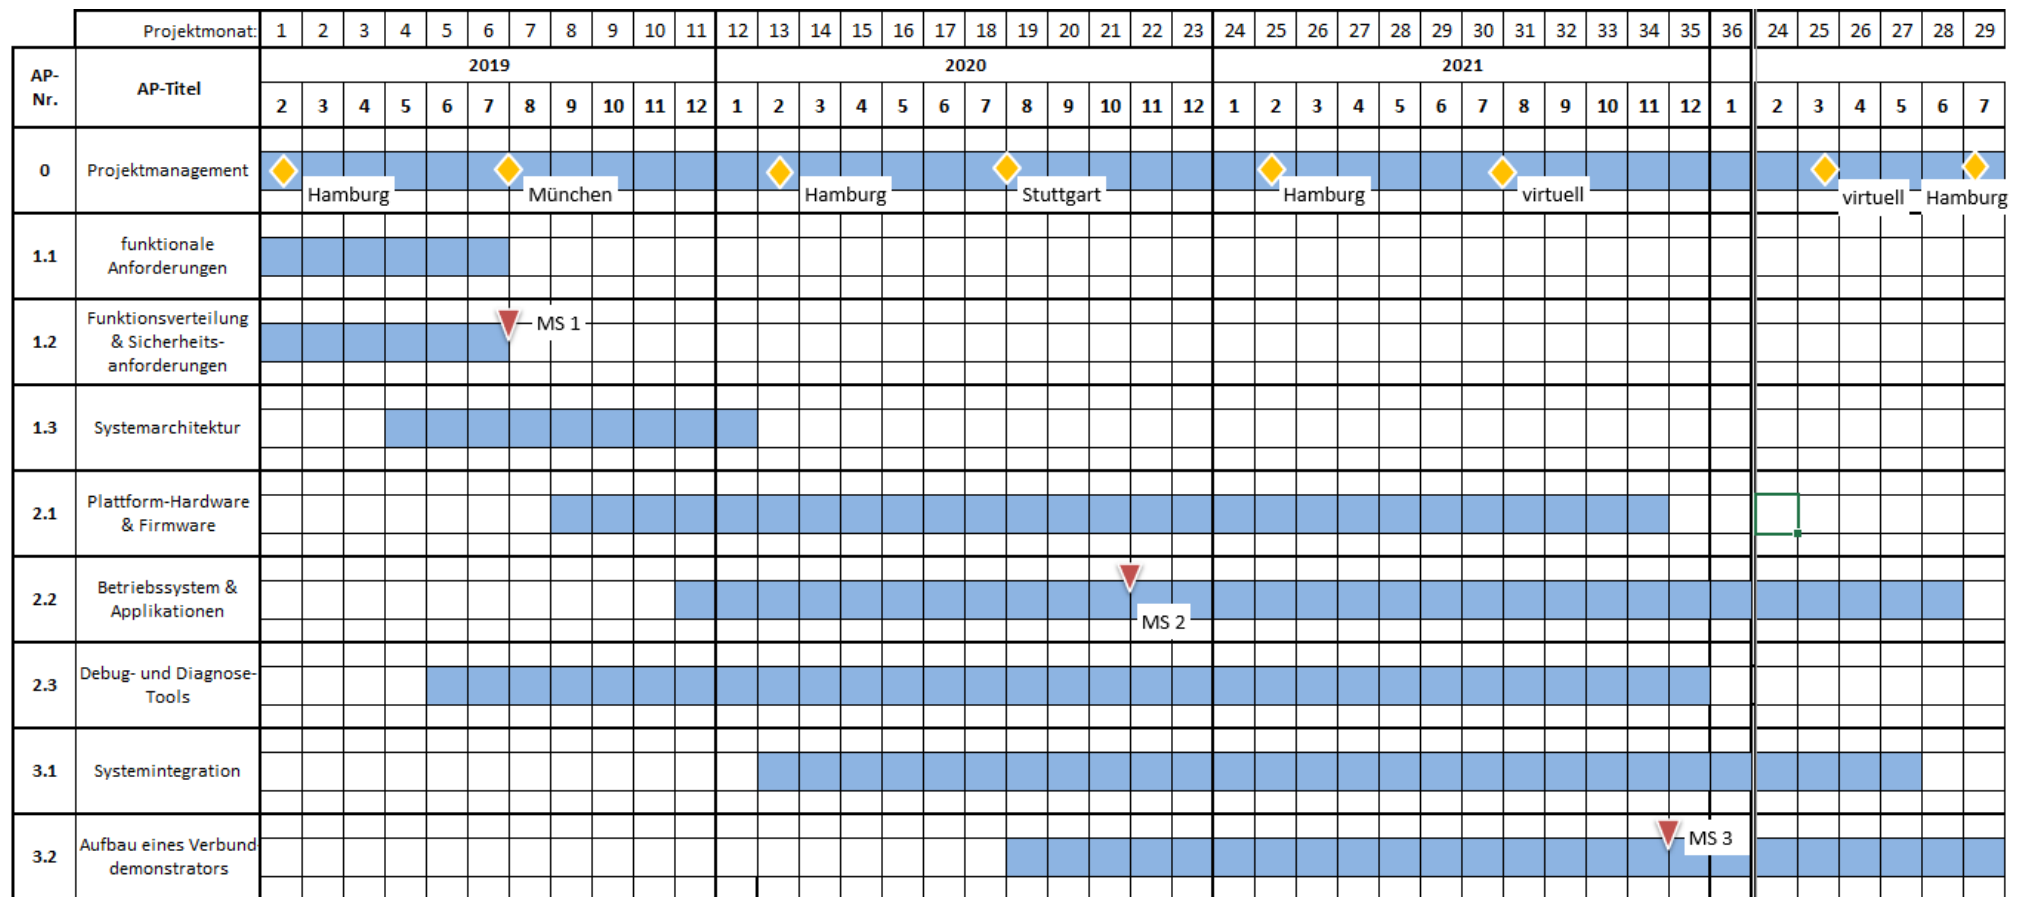 Projektmonat: 1 2 3 4 5 6 7 8 9 10 11 12 13 14 15 16 17 18 19 20 21 22 23 24 25 26 27 28 29 30 31 32 33 34 35 36 24 25 26 27 28 29
AP-Nr. AP-Titel 2019 2020 2021
2 3 4 5 6 7 8 9 10 11 12 1 2 3 4 5 6 7 8 9 10 11 12 1 2 3 4 5 6 7 8 9 10 11 12 1 2 3 4 5 6 7
0 Projektmanagement
Hamburg München Hamburg Stuttgart Hamburg virtuell virtuell Hamburg
1.1 funktionale
Anforderungen
1.2 Funktionsverteilung
& Sicherheits-
anforderungen
MS 1
1.3 Systemarchitektur
2.1 Plattform-Hardware
& Firmware
2.2 Betriebssystem &
Applikationen
MS 2
2.3 Debug- und Diagnose-
Tools
3.1 Systemintegration
3.2 Aufbau eines Verbund
demonstrators
MS 3